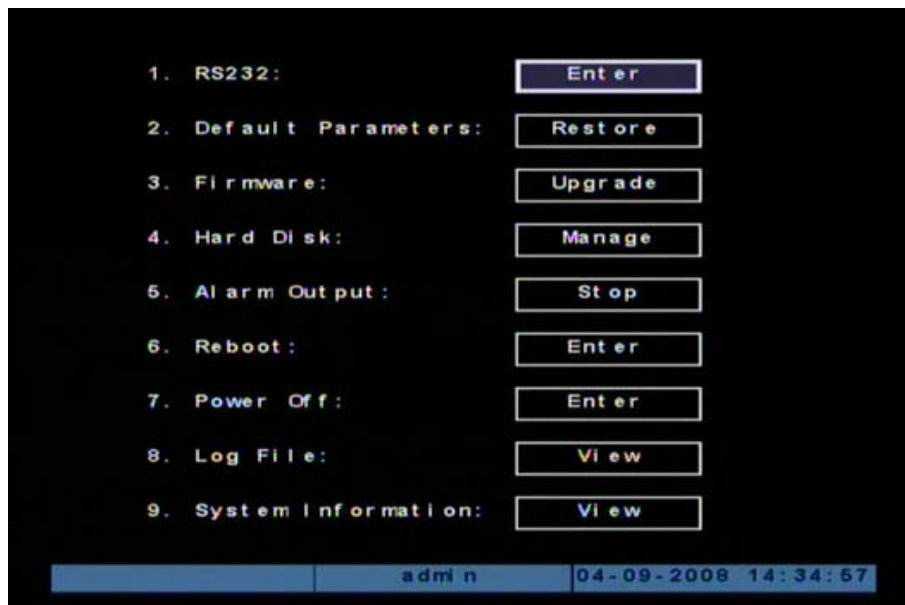 1. RS232: Enter
2. Default Parameters: Restore
3. Firmware: Upgrade
4. Hard Disk: Manage
5. Alarm Output: Stop
6. Reboot: Enter
7. Power Off: Enter
8. Log File: View
9. System Information: View
admin 04-09-2008 14:34:57